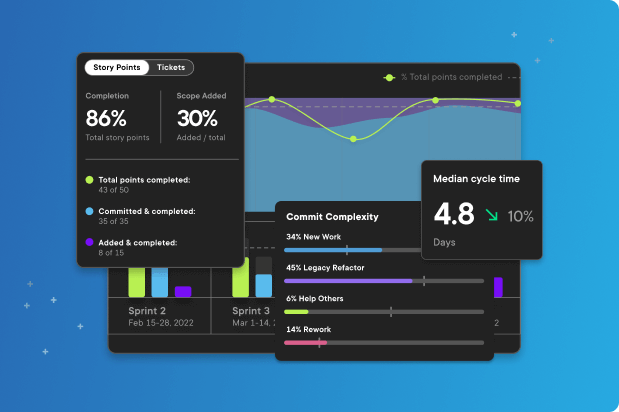 Story Points
Tickets
Completion
86%
Total story points
Scope Added
30%
Added / total
Total points completed:
43 of 50
Committed & completed:
35 of 35
Added & completed:
8 of 15
% Total points completed
Median cycle time
4.8
10%
Days
Commit Complexity
34% New Work
45% Legacy Refactor
6% Help Others
14% Rework
Sprint 2
Feb 15-28, 2022
Sprint 3
Mar 1-14,
2